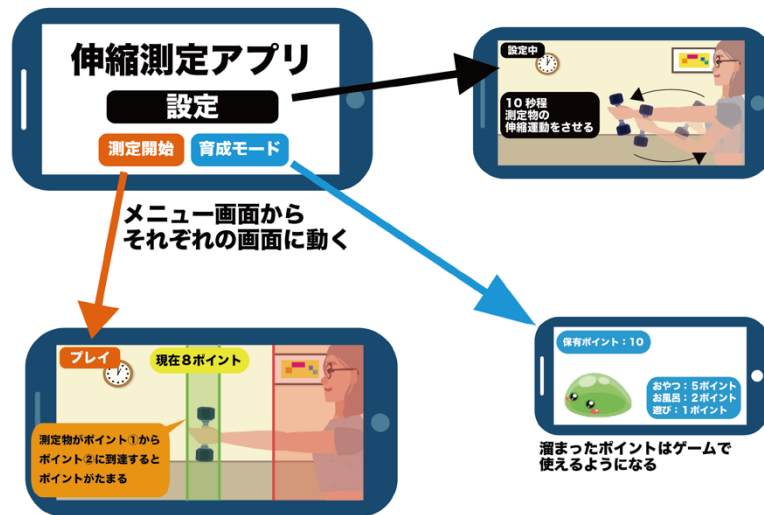 伸縮測定アプリ
設定
測定開始
育成モード
設定中
10秒程
測定物の
伸縮運動をさせる
メニュー画面から
それぞれの画面に動く
プレイ
現在8ポイント
測定物がポイント①から
ポイント②に到達すると
ポイントがたまる
保有ポイント：10
おやつ：5ポイント
お風呂：2ポイント
遊び：1ポイント
溜まったポイントはゲームで
使えるようになる